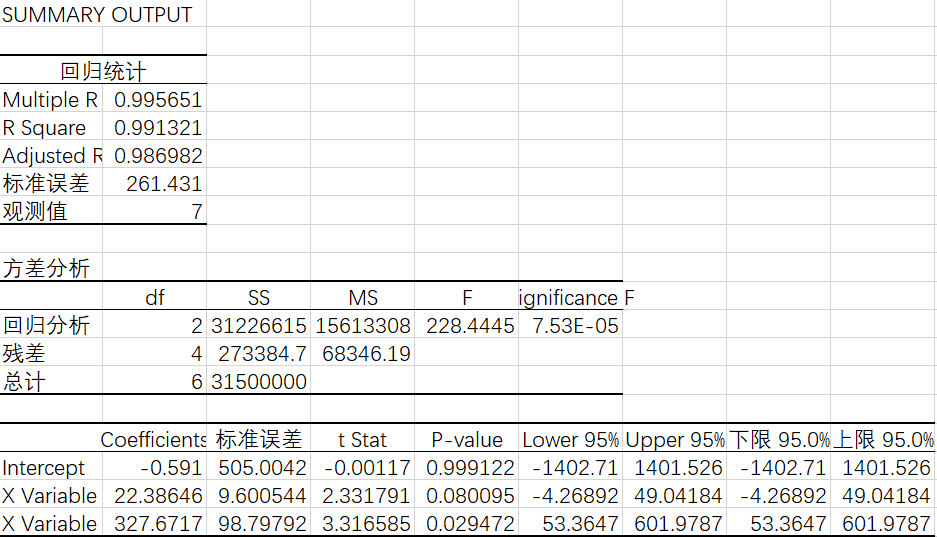 SUMMARY OUTPUT
回归统计
Multiple R 0.995651
R Square 0.991321
Adjusted R 0.986982
标准误差 261.431
观测值 7
方差分析
df SS MS F ignificance F
回归分析 2 31226615 15613308 228.4445 7.53E-05
残差 4 273384.7 68346.19
总计 6 31500000
Coefficients 标准误差 t Stat P-value Lower 95% Upper 95% 下限 95.0% 上限 95.0%
Intercept -0.591 505.0042 -0.00117 0.999122 -1402.71 1401.526 -1402.71 1401.526
X Variable 22.38646 9.600544 2.331791 0.080095 -4.26892 49.04184 -4.26892 49.04184
X Variable 327.6717 98.79792 3.316585 0.029472 53.3647 601.9787 53.3647 601.9787